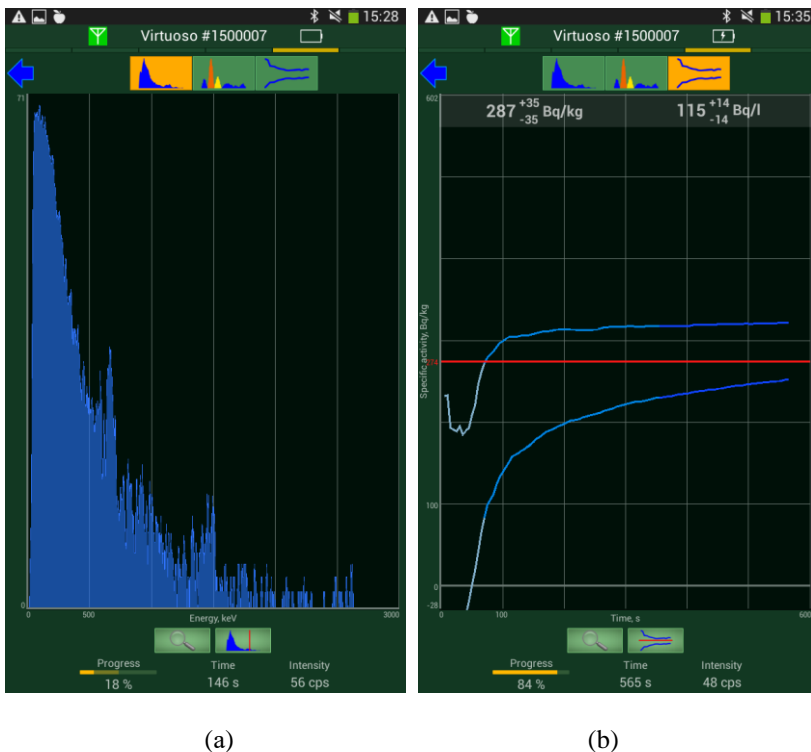 15:28
Virtuoso #1500007
71
0
0
500
3000
Energy, keV
Progress
Time
Intensity
18 %
146 s
56 cps
(a)
15:35
Virtuoso #1500007
602
287 +35 -35 Bq/kg
115 +14 -14 Bq/l
Specific activity, Bq/kg
100
0
-28
0
100
600
Time, s
Progress
Time
Intensity
84 %
565 s
48 cps
(b)